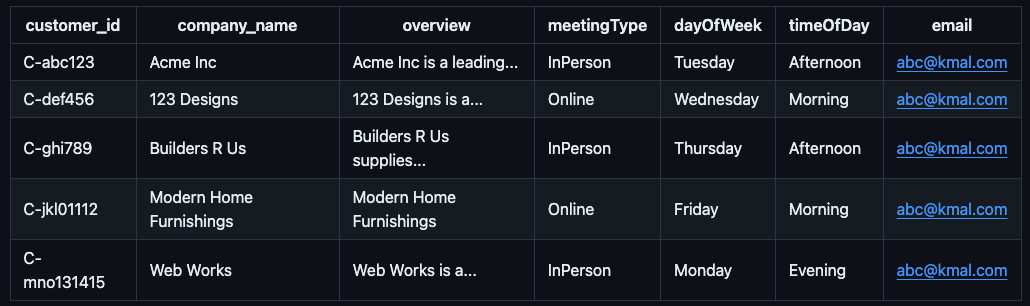 customer_id company_name overview meetingType dayOfWeek timeOfDay email
C-abc123 Acme Inc Acme Inc is a leading... InPerson Tuesday Afternoon abc@kmal.com
C-def456 123 Designs 123 Designs is a... Online Wednesday Morning abc@kmal.com
C-ghi789 Builders R Us Builders R Us
supplies... InPerson Thursday Afternoon abc@kmal.com
C-jkl01112 Modern Home
Furnishings Modern Home
Furnishings Online Friday Morning abc@kmal.com
C-
mno131415 Web Works Web Works is a... InPerson Monday Evening abc@kmal.com